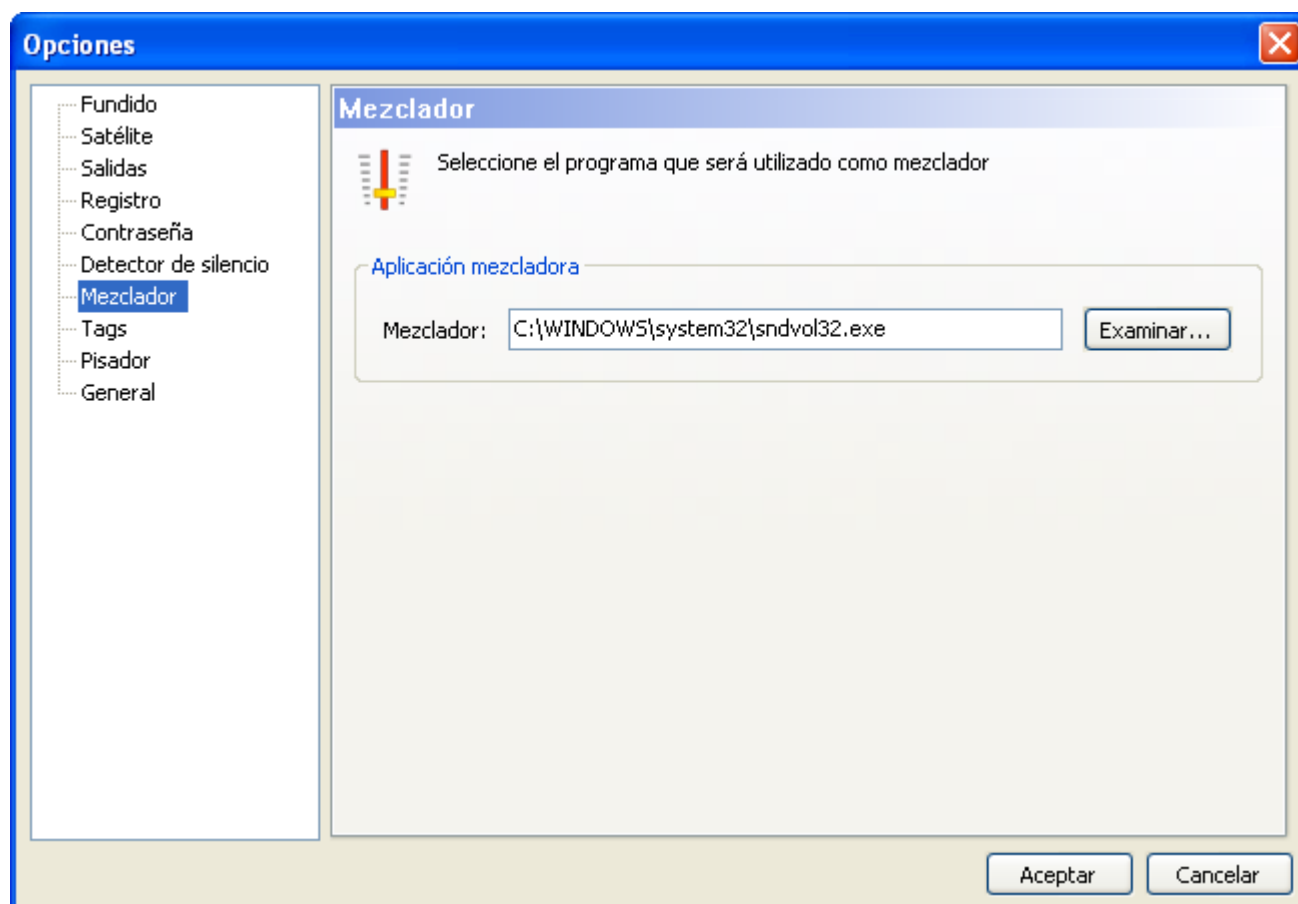 Opciones
Fundido
Satélite
Salidas
Registro
Contraseña
Detector de silencio
Mezclador
Tags
Pisador
General
Mezclador
Seleccione el programa que será utilizado como mezclador
Aplicación mezcladora
Mezclador: C:\WINDOWS\system32\sndvol32.exe Examinar...
Aceptar Cancelar